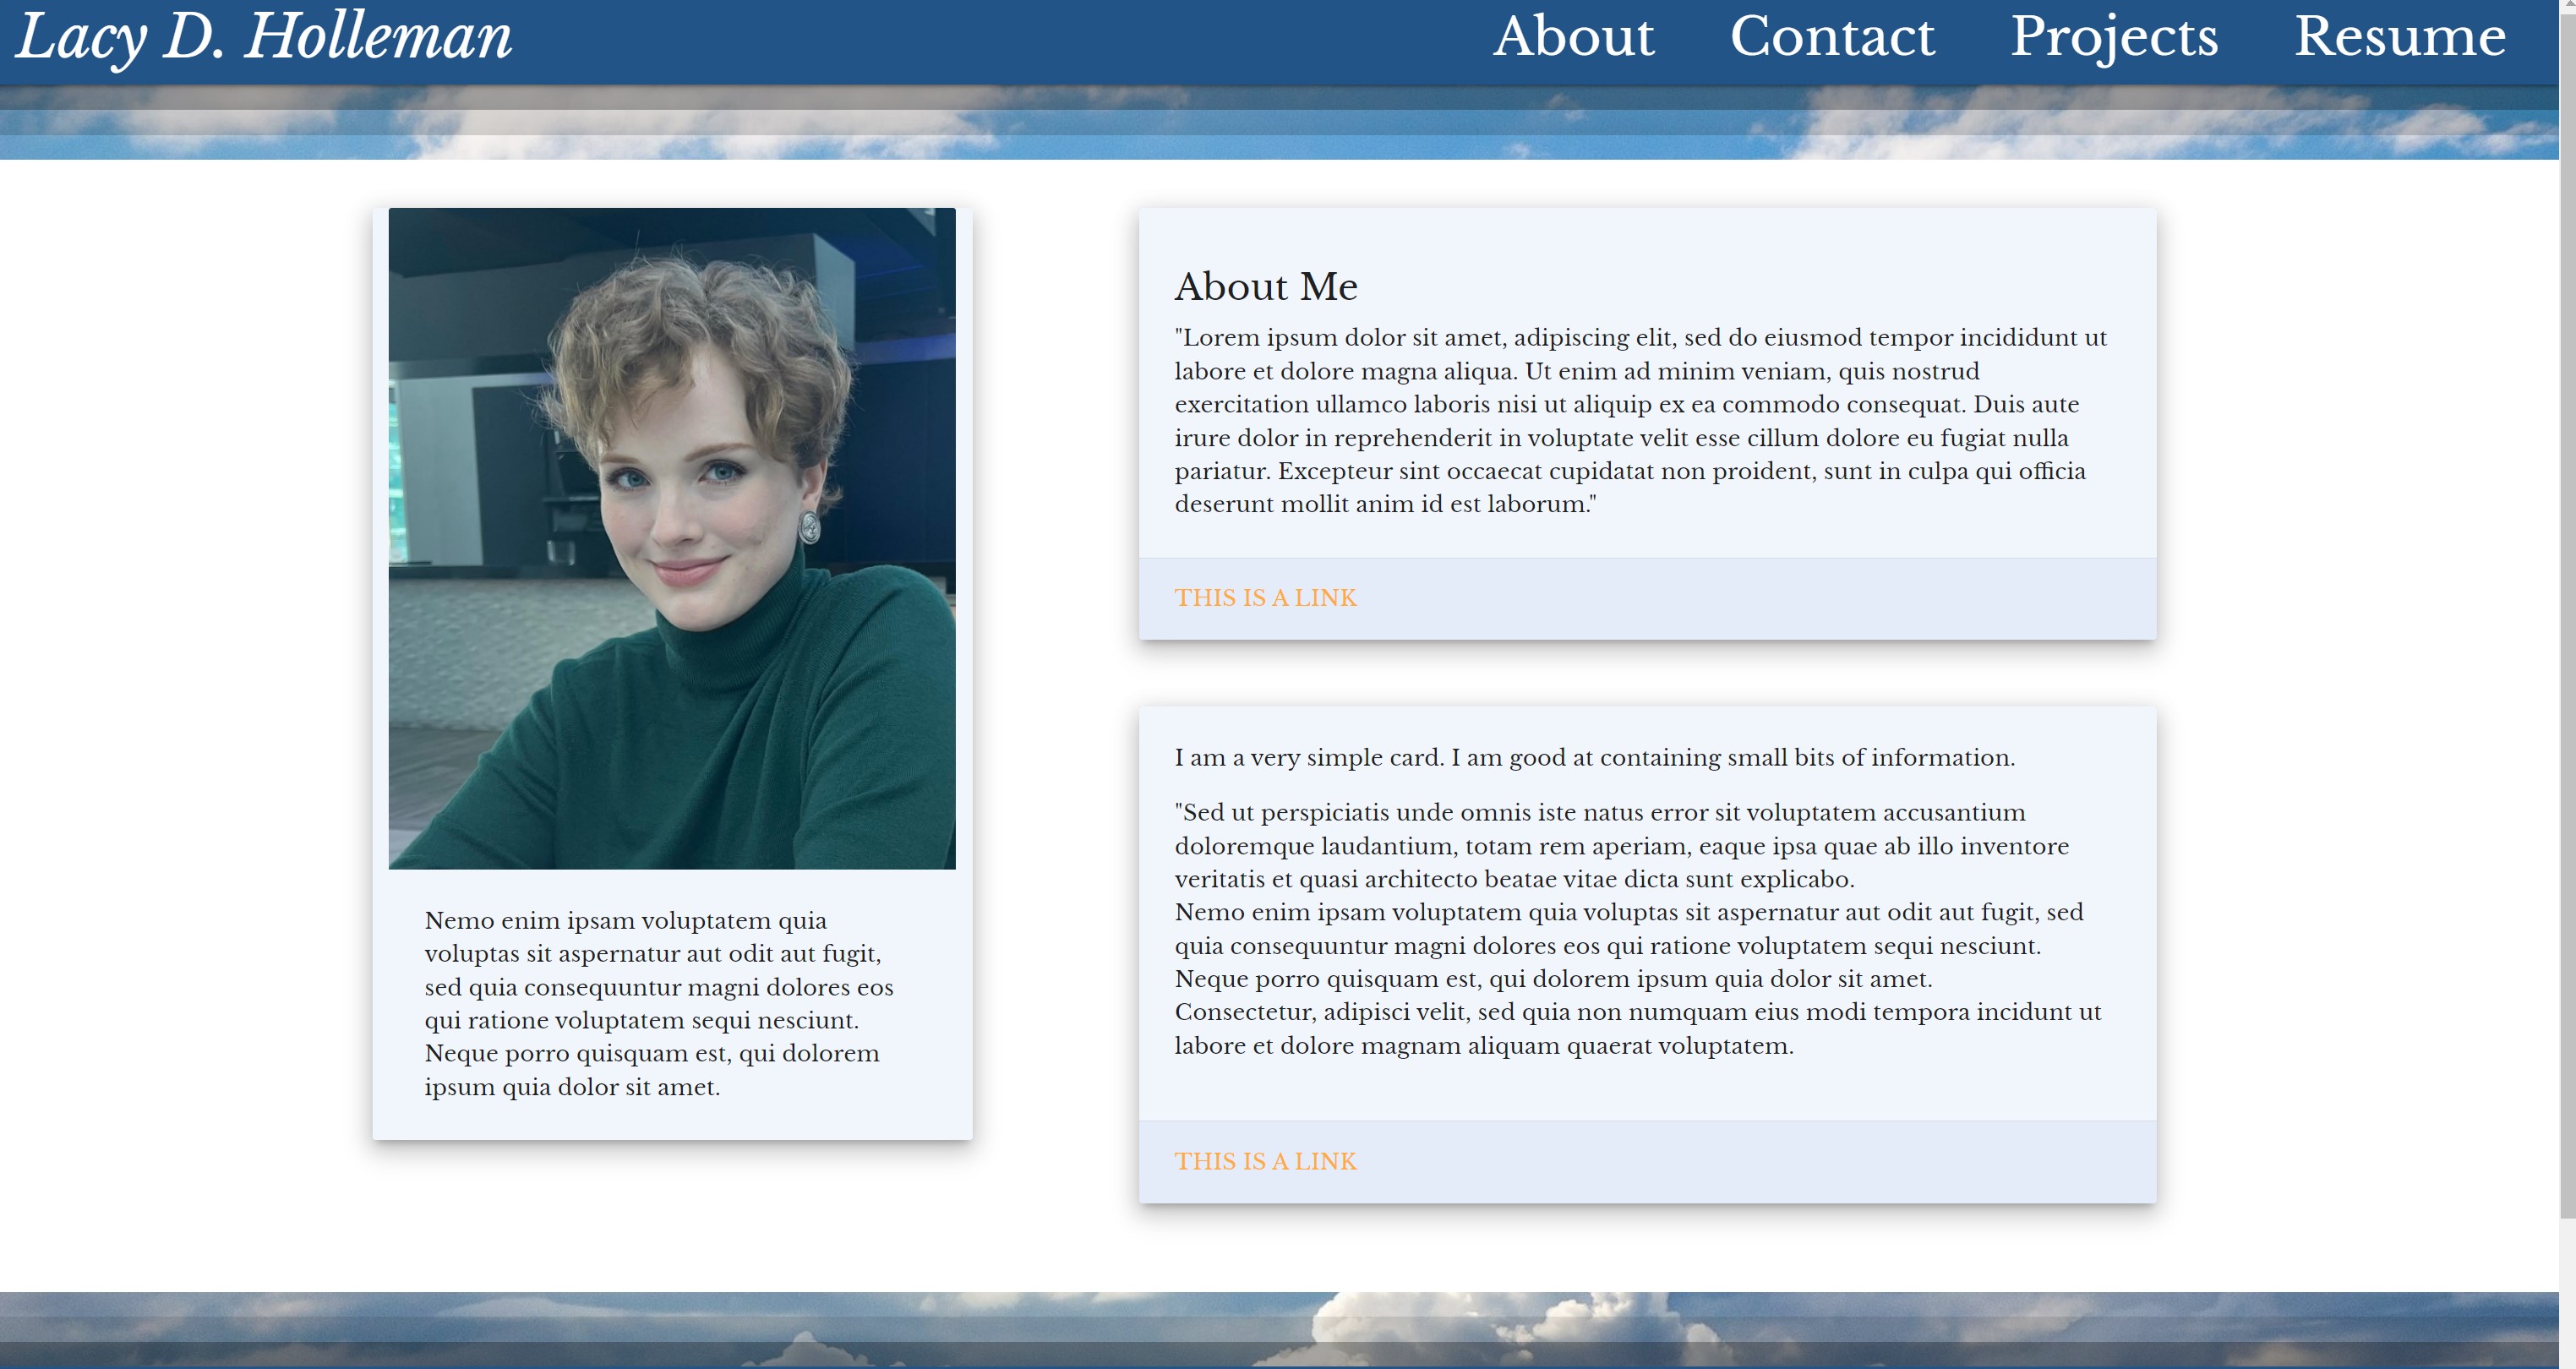 Lacy D. Holleman
About Contact Projects Resume
Nemo enim ipsam voluptatem quia
voluptas sit aspernatur aut odit aut fugit,
sed quia consequuntur magni dolores eos
qui ratione voluptatem sequi nesciunt.
Neque porro quisquam est, qui dolorem
ipsum quia dolor sit amet.
About Me
"Lorem ipsum dolor sit amet, adipiscing elit, sed do eiusmod tempor incididunt ut
labore et dolore magna aliqua. Ut enim ad minim veniam, quis nostrud
exercitation ullamco laboris nisi ut aliquip ex ea commodo consequat. Duis aute
irure dolor in reprehenderit in voluptate velit esse cillum dolore eu fugiat nulla
pariatur. Excepteur sint occaecat cupidatat non proident, sunt in culpa qui officia
deserunt mollit anim id est laborum."
THIS IS A LINK
I am a very simple card. I am good at containing small bits of information.
"Sed ut perspiciatis unde omnis iste natus error sit voluptatem accusantium
doloremque laudantium, totam rem aperiam, eaque ipsa quae ab illo inventore
veritatis et quasi architecto beatae vitae dicta sunt explicabo.
Nemo enim ipsam voluptatem quia voluptas sit aspernatur aut odit aut fugit, sed
quia consequuntur magni dolores eos qui ratione voluptatem sequi nesciunt.
Neque porro quisquam est, qui dolorem ipsum quia dolor sit amet.
Consectetur, adipisci velit, sed quia non numquam eius modi tempora incidunt ut
labore et dolore magnam aliquam quaerat voluptatem.
THIS IS A LINK